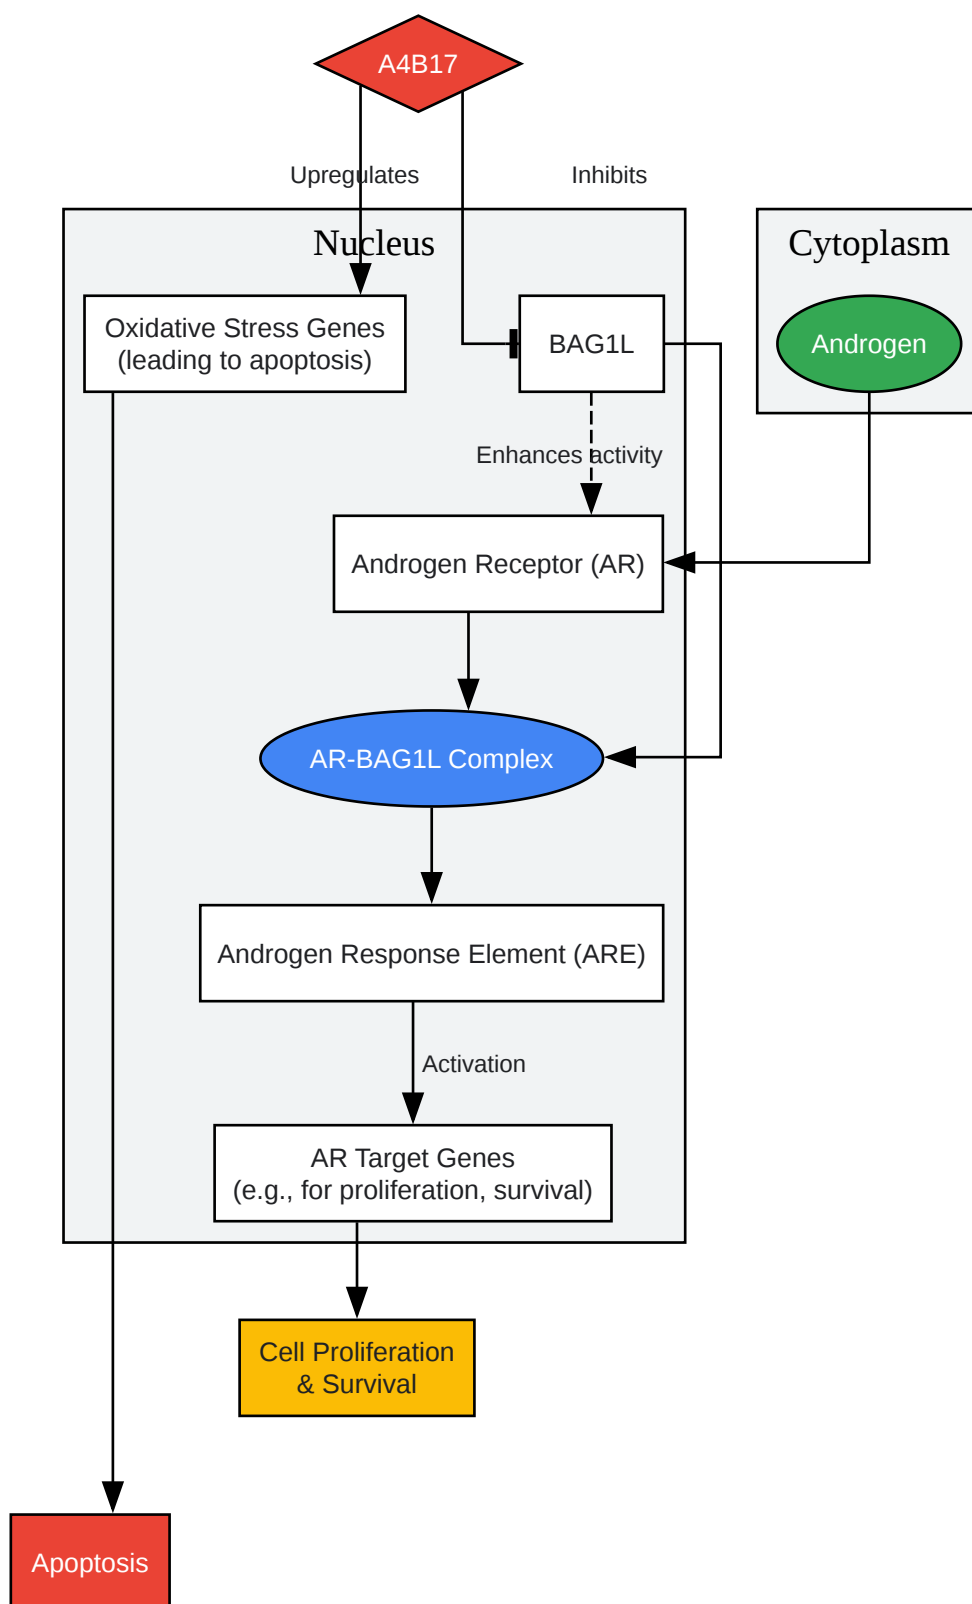 A4B17
Upregulates
Inhibits
Nucleus
Cytoplasm
Oxidative Stress Genes
(leading to apoptosis)
BAG1L
Androgen
Enhances activity
Androgen Receptor (AR)
AR-BAG1L Complex
Androgen Response Element (ARE)
Activation
AR Target Genes
(e.g., for proliferation, survival)
Cell Proliferation
& Survival
Apoptosis